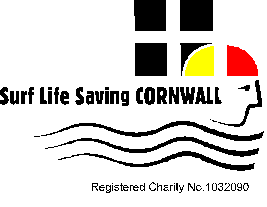 Surf Life Saving CORNWALL
Registered Charity No.1032090